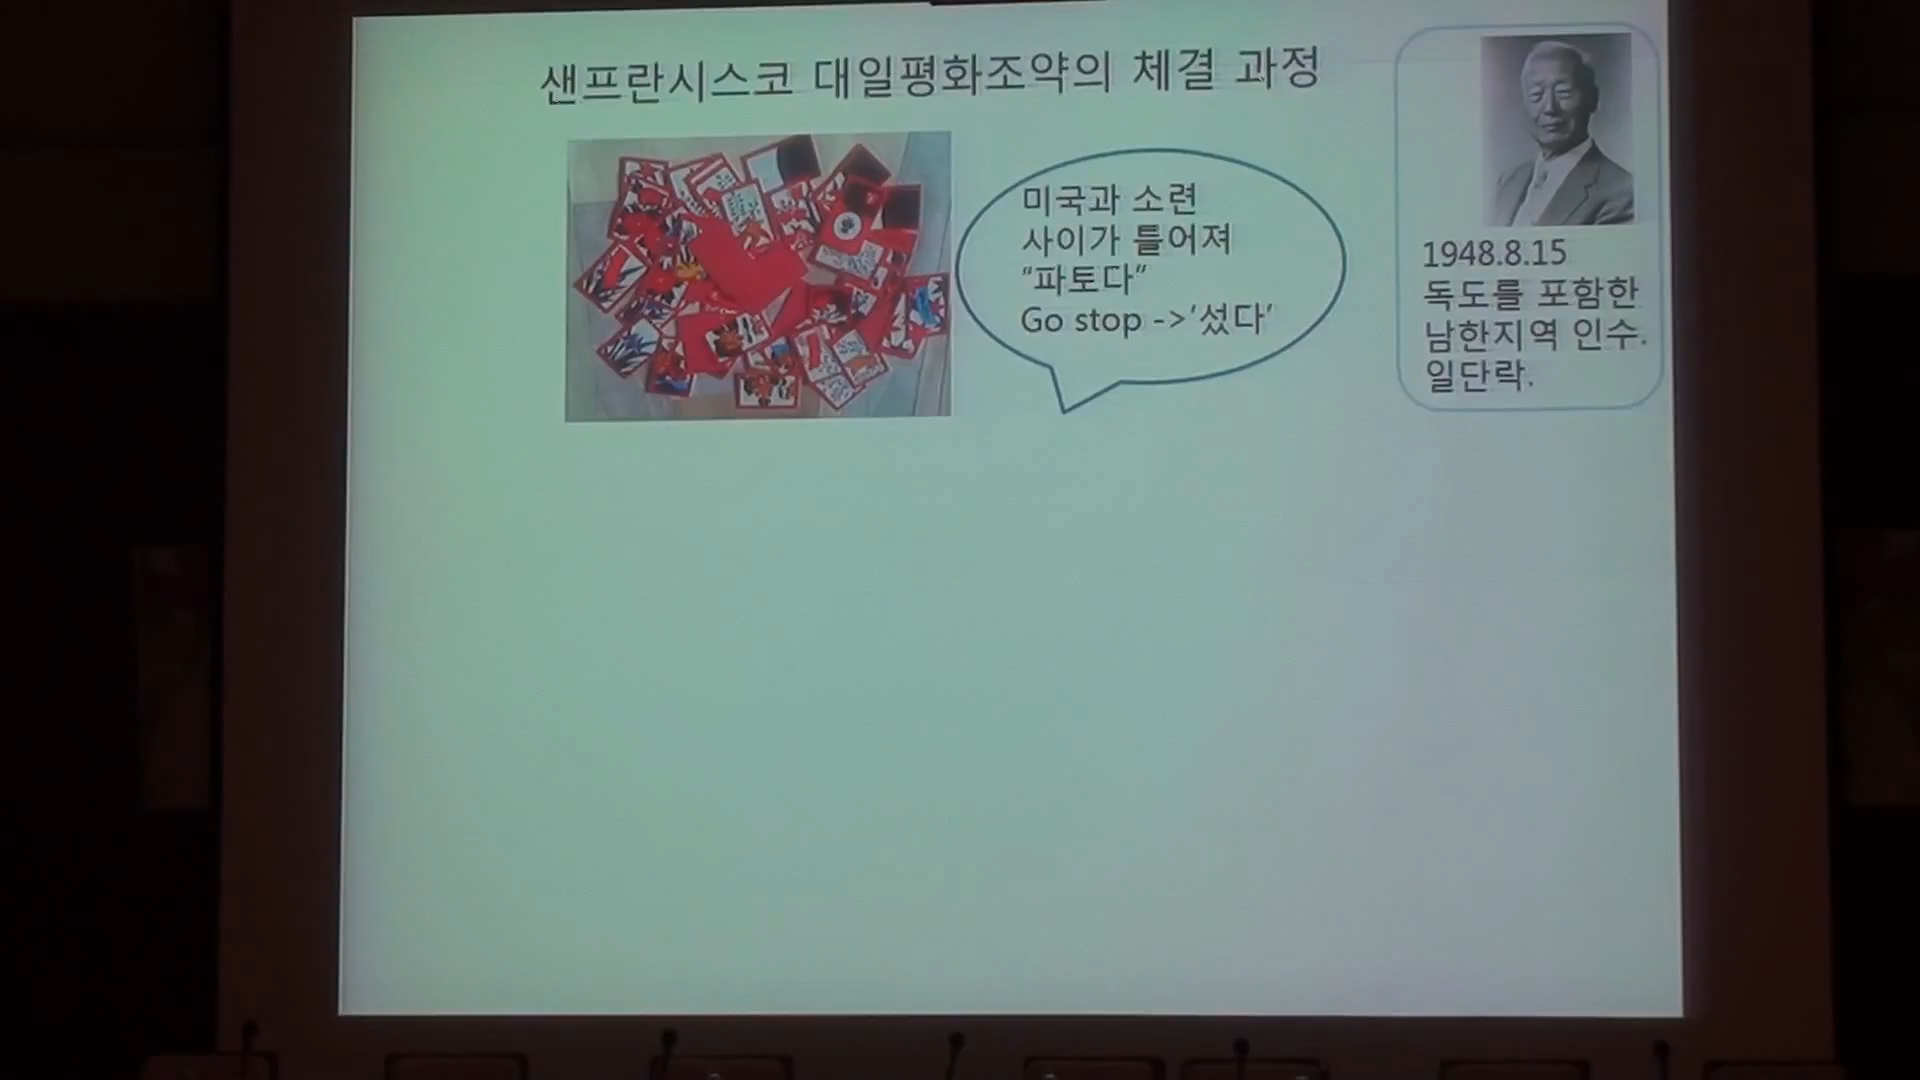 샌프란시스코 대일평화조약의 체결 과정
미국과 소련
사이가 틀어져
“파토다”
Go stop ->‘섰다’
1948.8.15
독도를 포함한
남한지역 인수.
일단락.